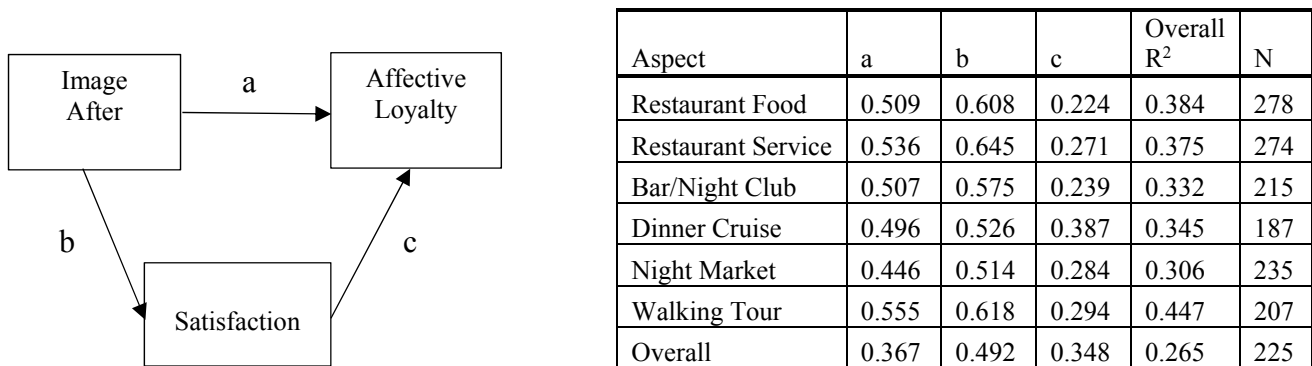 Image
After
a
Affective
Loyalty
b
c
Satisfaction
Aspect a b c Overall R² N
Restaurant Food 0.509 0.608 0.224 0.384 278
Restaurant Service 0.536 0.645 0.271 0.375 274
Bar/Night Club 0.507 0.575 0.239 0.332 215
Dinner Cruise 0.496 0.526 0.387 0.345 187
Night Market 0.446 0.514 0.284 0.306 235
Walking Tour 0.555 0.618 0.294 0.447 207
Overall 0.367 0.492 0.348 0.265 225